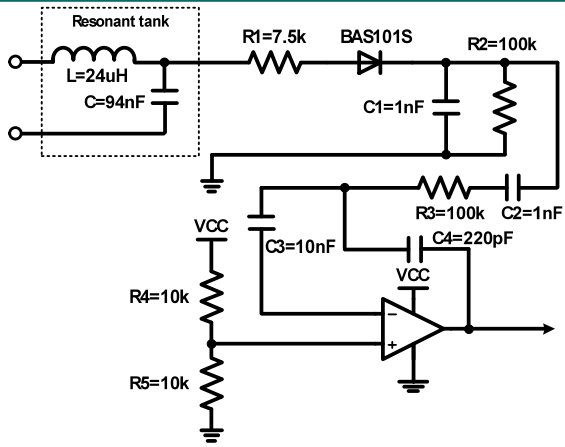 Resonant tank
R1=7.5k
BAS101S
R2=100k
L=24uH
C=94nF
C1=1nF
R3=100k
C2=1nF
VCC
C3=10nF
C4=220pF
VCC
R4=10k
−
+
R5=10k